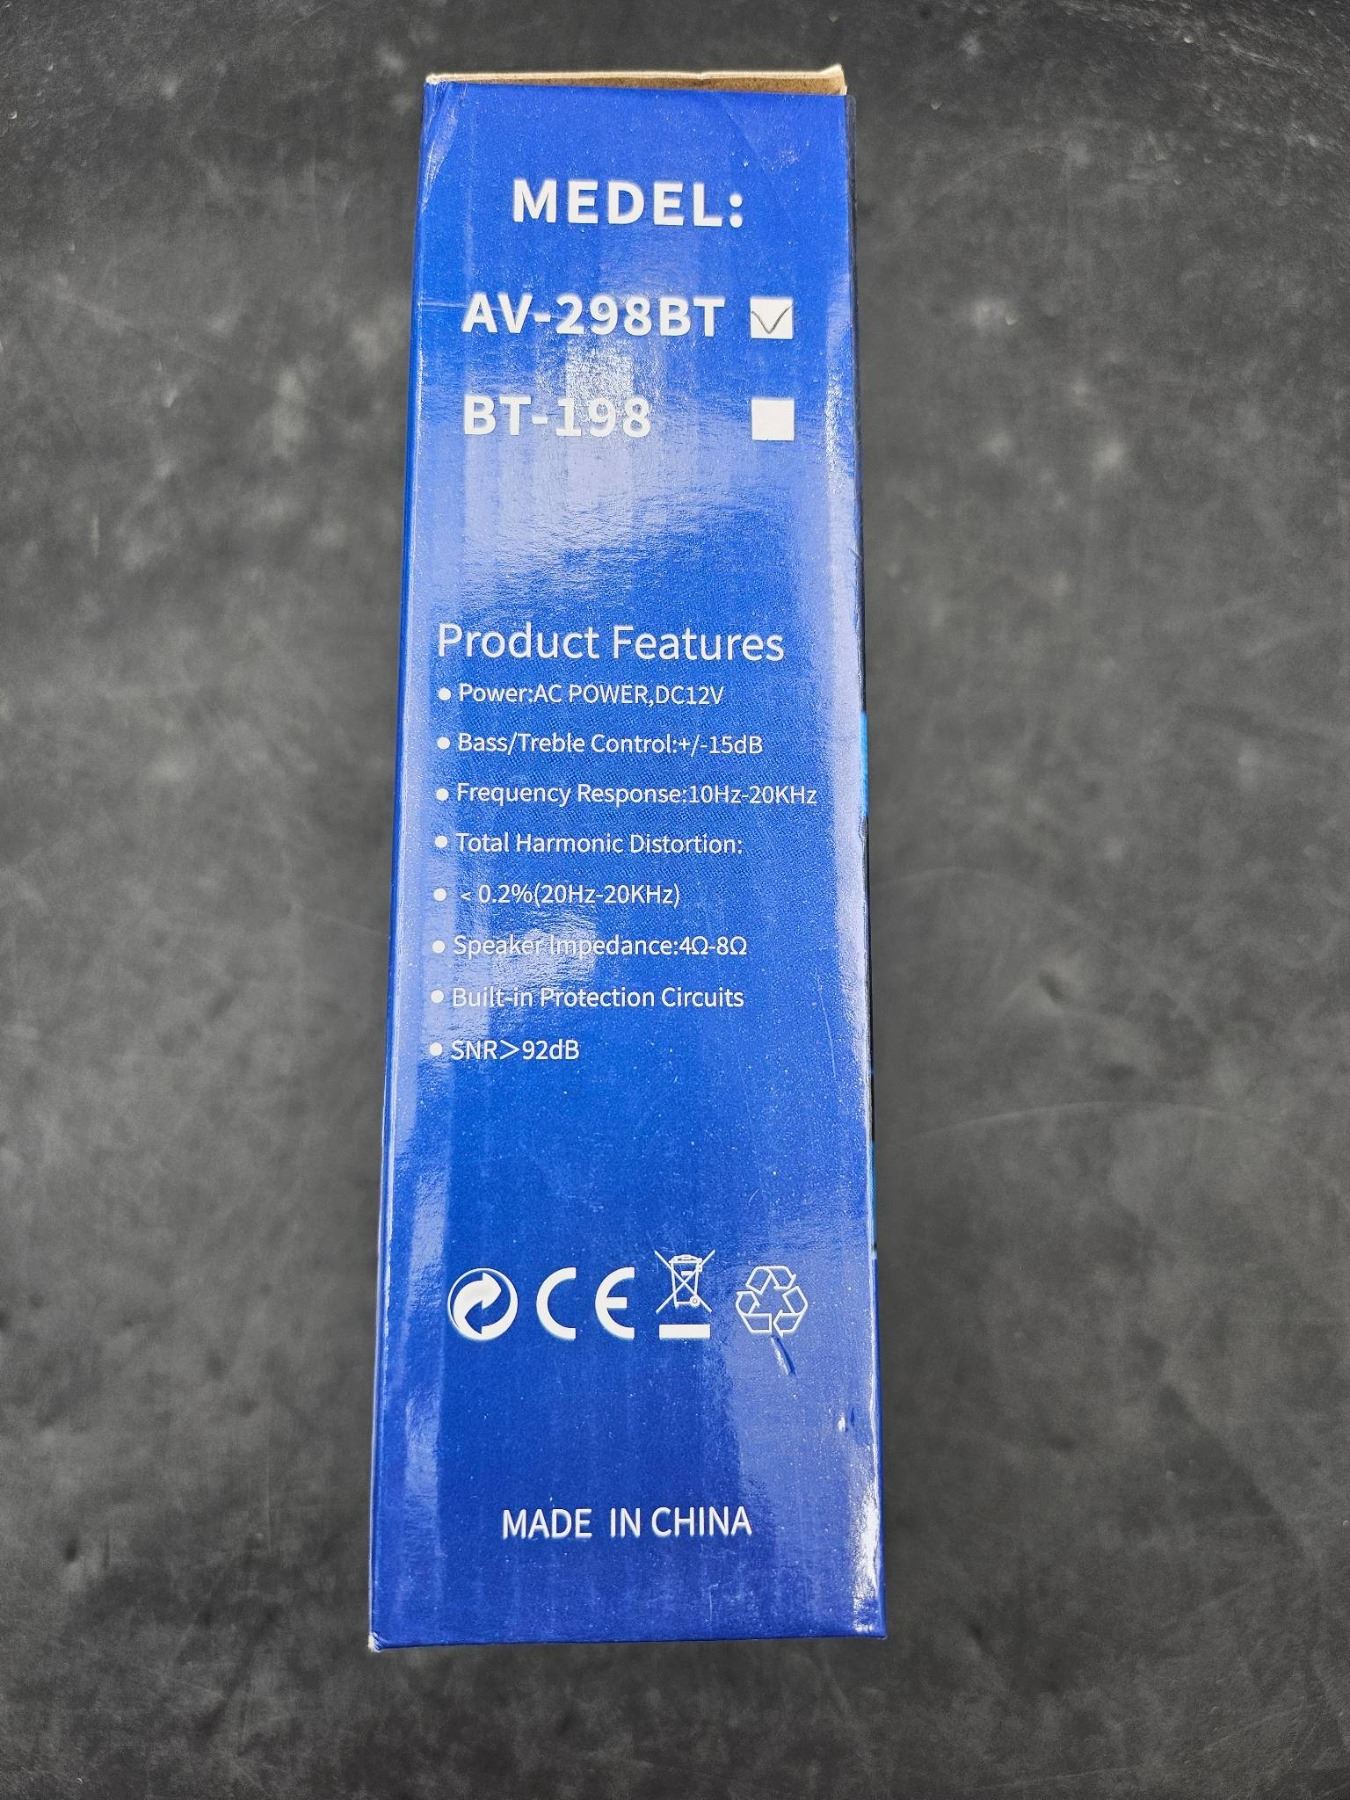 MEDEL:
AV-298BT
BT-198
Product Features
● Power:AC POWER,DC12V
● Bass/Treble Control:+/-15dB
● Frequency Response:10Hz-20KHz
● Total Harmonic Distortion:
● < 0.2%(20Hz-20KHz)
● Speaker Impedance:4Ω-8Ω
● Built-in Protection Circuits
● SNR>92dB
CE
MADE IN CHINA